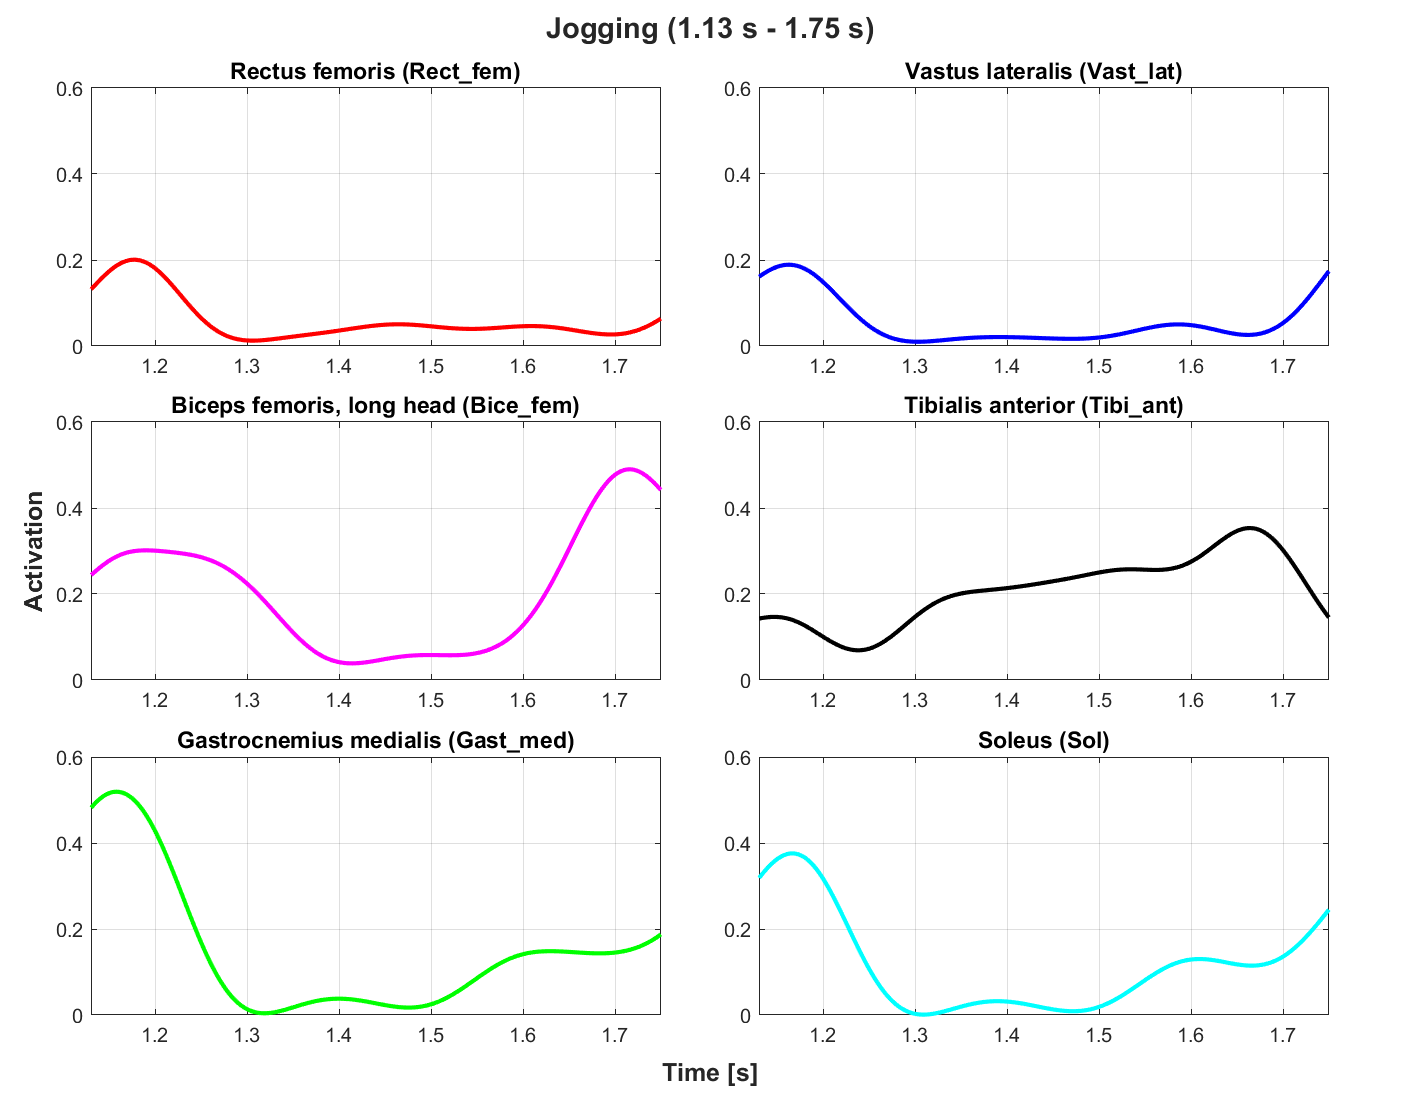 Jogging (1.13 s - 1.75 s)
Rectus femoris (Rect_fem)
0.6
0.4
0.2
0
1.2 1.3 1.4 1.5 1.6 1.7
Vastus lateralis (Vast_lat)
0.6
0.4
0.2
0
1.2 1.3 1.4 1.5 1.6 1.7
Activation
Biceps femoris, long head (Bice_fem)
0.6
0.4
0.2
0
1.2 1.3 1.4 1.5 1.6 1.7
Tibialis anterior (Tibi_ant)
0.6
0.4
0.2
0
1.2 1.3 1.4 1.5 1.6 1.7
Gastrocnemius medialis (Gast_med)
0.6
0.4
0.2
0
1.2 1.3 1.4 1.5 1.6 1.7
Soleus (Sol)
0.6
0.4
0.2
0
1.2 1.3 1.4 1.5 1.6 1.7
Time [s]